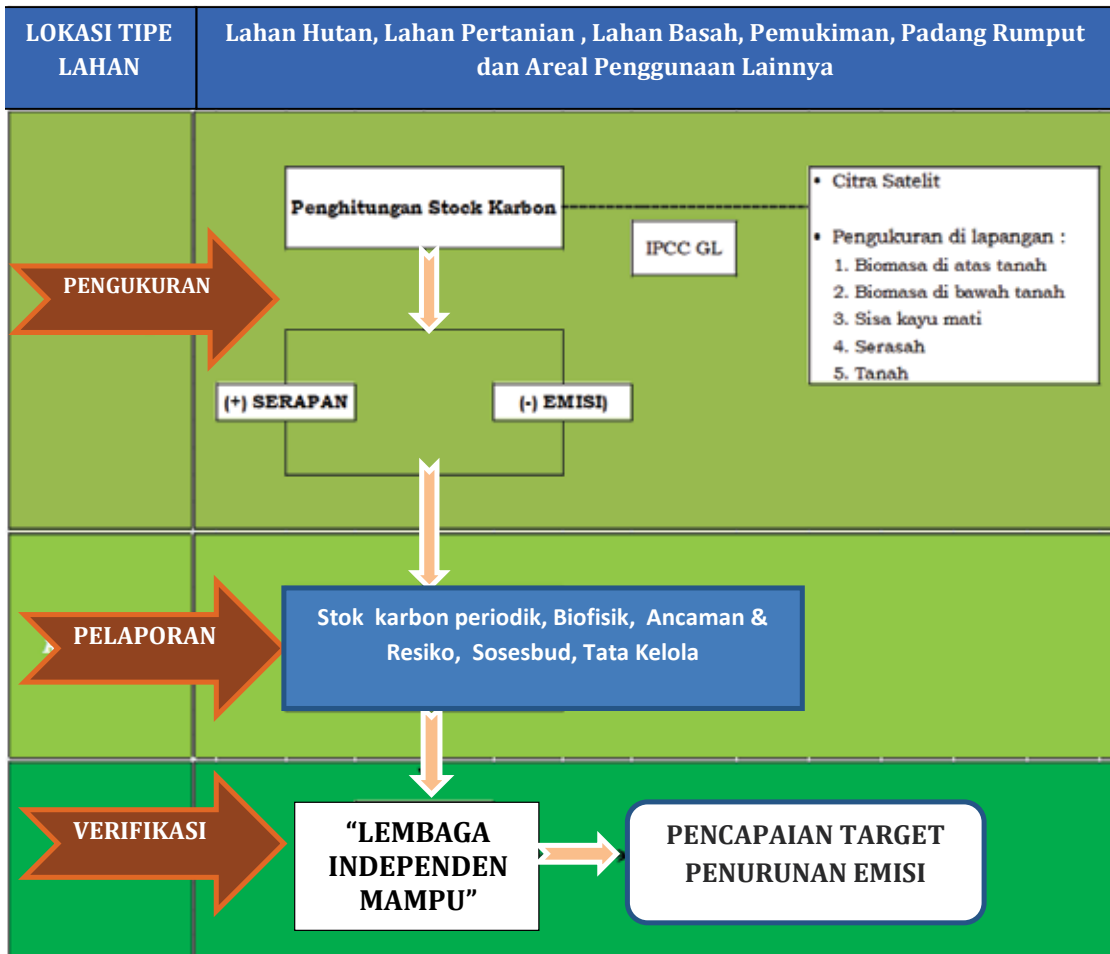 LOKASI TIPE
LAHAN
Lahan Hutan, Lahan Pertanian , Lahan Basah, Pemukiman, Padang Rumput
dan Areal Penggunaan Lainnya
PENGUKURAN
Penghitungan Stock Karbon
IPCC GL
• Citra Satelit
• Pengukuran di lapangan :
1. Biomasa di atas tanah
2. Biomasa di bawah tanah
3. Sisa kayu mati
4. Serasah
5. Tanah
(+) SERAPAN
(-) EMISI)
PELAPORAN
Stok karbon periodik, Biofisik, Ancaman &
Resiko, Sosesbud, Tata Kelola
VERIFIKASI
“LEMBAGA
INDEPENDEN
MAMPU”
PENCAPAIAN TARGET
PENURUNAN EMISI